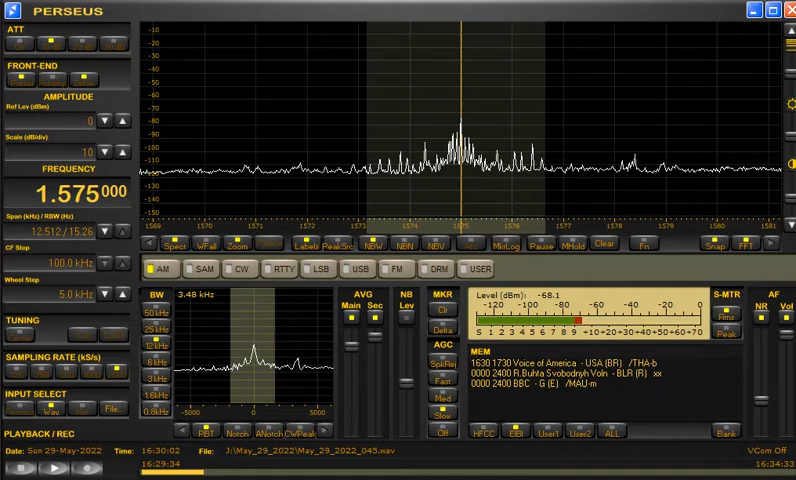 PERSEUS
ATT
FRONT-END
AMPLITUDE
Ref Lev (dBm)
0
Scale (dB/div)
10
FREQUENCY
1.575000
Span (kHz) / RBW (Hz)
12.512 / 15.26
CF Step
100.0 kHz
Wheel Step
5.0 kHz
TUNING
SAMPLING RATE (kS/s)
INPUT SELECT
Wav
File..
-10
-20
-30
-40
-50
-60
-70
-80
-90
-100
-110
-120
-130
-140
-150
1569 1570 1571 1572 1573 1574 1575 1576 1577 1578 1579 1580 1581
Spect WFall Zoom Labels PeakSrc NBW NBN NBV MkrLog Pause MHold Clear Fn Snap FFT
AM SAM CW RTTY LSB USB FM DRM USER
BW
50kHz
25 kHz
12 kHz
6 kHz
3kHz
1.6kHz
0.8kHz
3.48 kHz
-5000 0 5000
PBT Notch ANotch CWPeak
AVG
Main Sec
NB
Lev
MKR
Clr
Delta
AGC
SpkRej
Fast
Med
Slow
Off
Level (dBm): -68.1
-120 -100 -80 -60 -40 -20 0
S 1 2 3 4 5 6 7 8 9 +10+20+30+40+50+60+70
S-MTR
Rms
Peak
AF
NR Vol
MEM
1630 1730 Voice of America - USA (BR) /THA-b
0000 2400 R.Buhta Svobodnyh Voln - BLR (R) xx
0000 2400 BBC - G (E) /MAU-m
HFCC EIBI User1 User2 ALL Bank
PLAYBACK / REC
Date: Sun 29-May-2022 Time: 16:30:02 File: J:\May_29_2022\May_29_2022_045.wav VCom Off
16:29:34 16:34:33